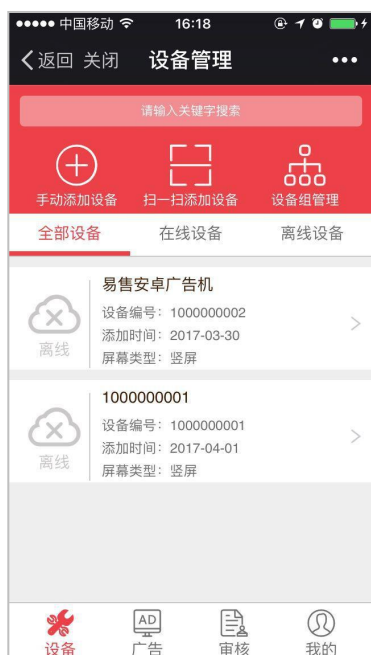 中国移动 16:18
返回 关闭 设备管理
请输入关键字搜索
手动添加设备 扫一扫添加设备 设备组管理
全部设备 在线设备 离线设备
易售安卓广告机
设备编号：1000000002
添加时间：2017-03-30
离线
屏幕类型：竖屏
1000000001
设备编号：1000000001
添加时间：2017-04-01
离线
屏幕类型：竖屏
AD
设备 广告 审核 我的